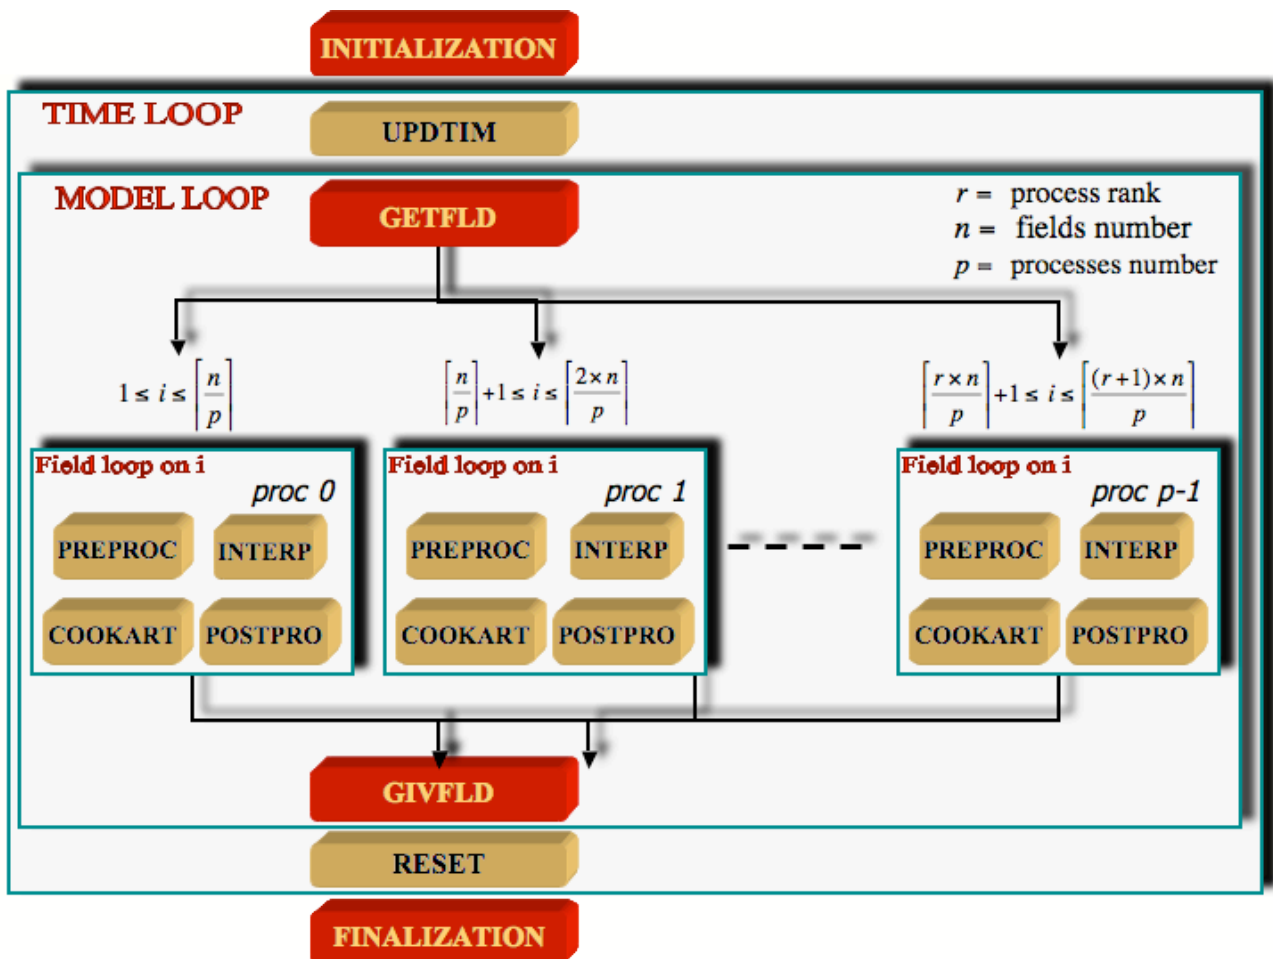 INITIALIZATION
TIME LOOP
UPDTIM
MODEL LOOP
GETFLD
r = process rank
n = fields number
p = processes number
1 ≤ i ≤ ⌈n/p⌉
⌈n/p⌉+1 ≤ i ≤ ⌈2×n/p⌉
⌈r×n/p⌉+1 ≤ i ≤ ⌈(r+1)×n/p⌉
Field loop on i
proc 0
PREPROC
INTERP
COOKART
POSTPRO
Field loop on i
proc 1
PREPROC
INTERP
COOKART
POSTPRO
Field loop on i
proc p-1
PREPROC
INTERP
COOKART
POSTPRO
GIVFLD
RESET
FINALIZATION